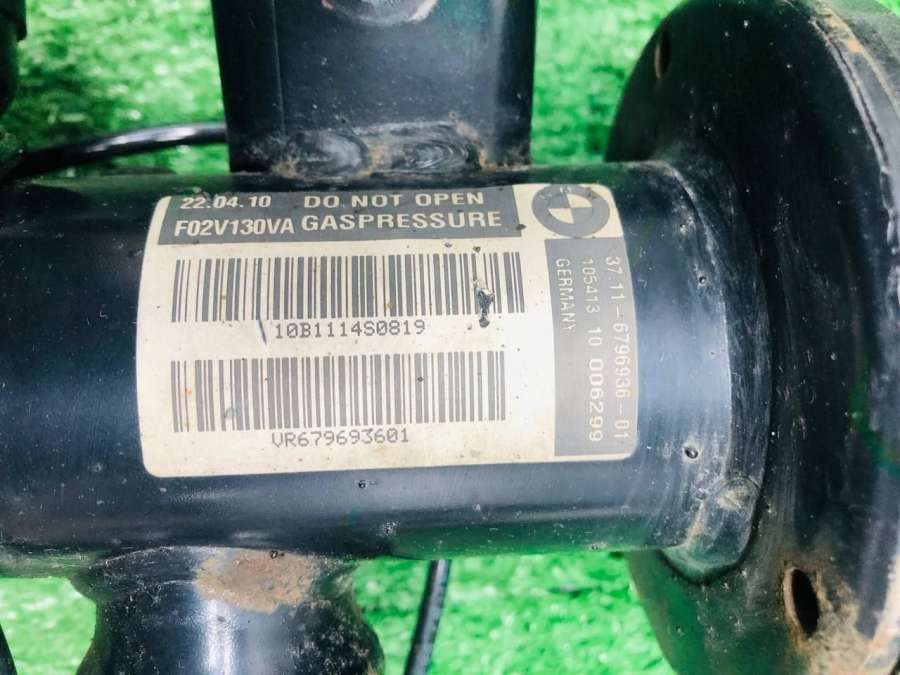 22.04.10 DO NOT OPEN
F02V130VA GASPRESSURE
10B1114S0819
VR679693601
37.11-6796936-01
105413 10 006299
GERMANY